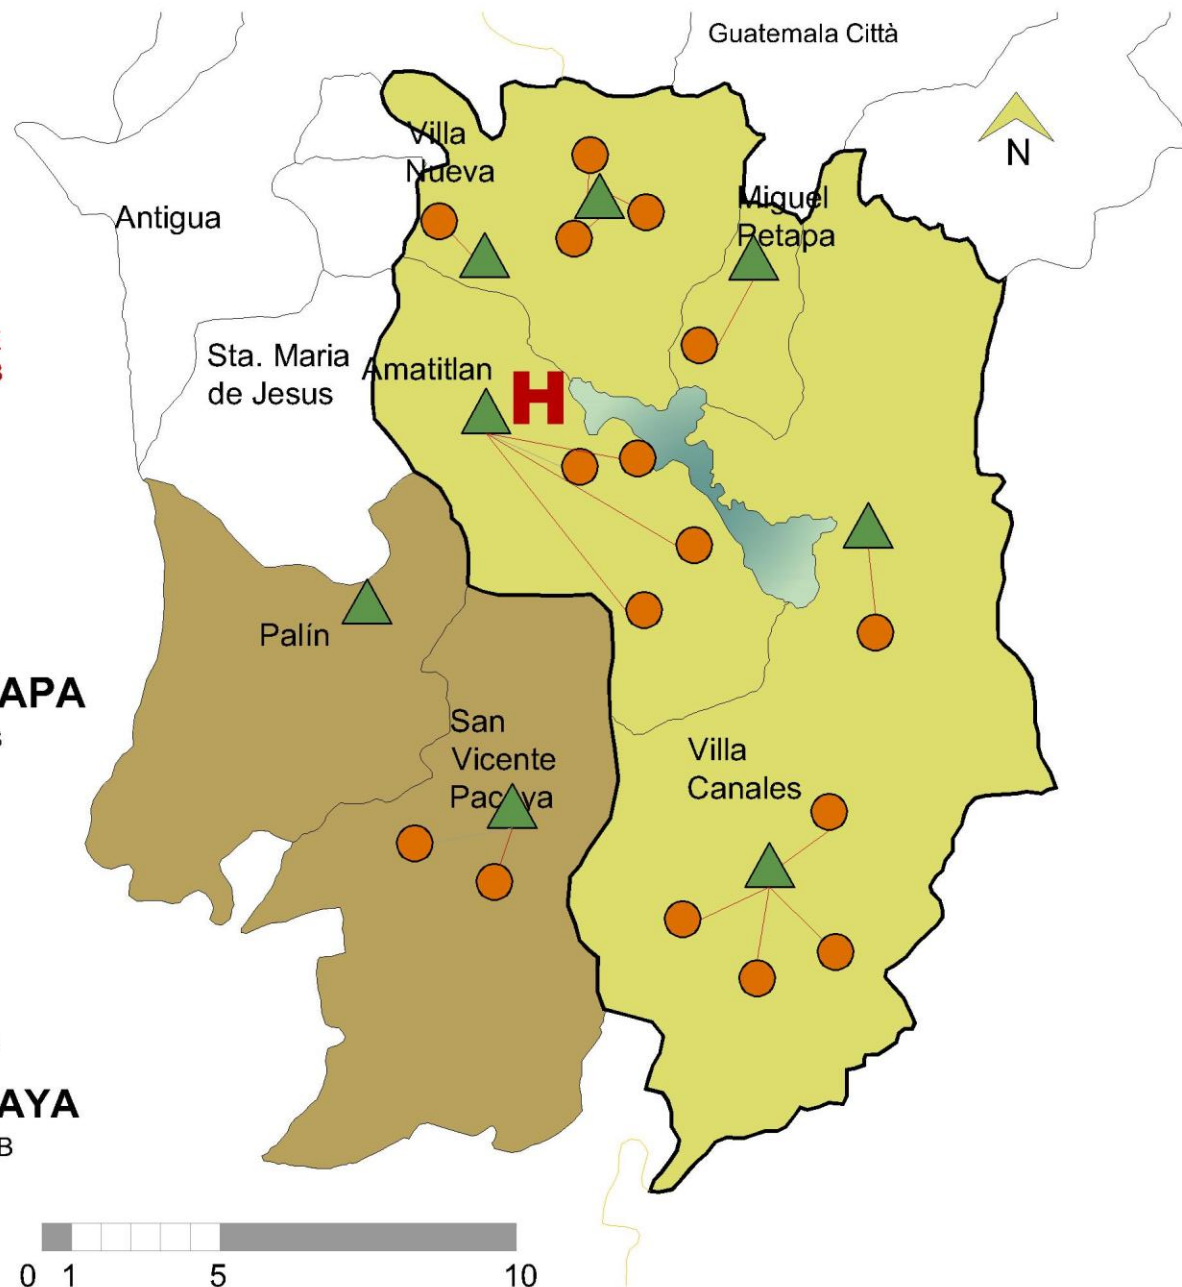 Guatemala Città
N
Villa
Nueva
Miguel
Petapa
Antigua
Sta. Maria
de Jesus
Amatitlan
H
Palín
APA
San
Vicente
Pacaya
Villa
Canales
AYA
B
0 1 5 10